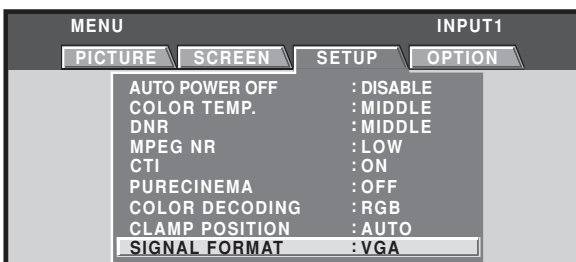 MENU INPUT1
PICTURE SCREEN SETUP OPTION
AUTO POWER OFF : DISABLE
COLOR TEMP. : MIDDLE
DNR : MIDDLE
MPEG NR : LOW
CTI : ON
PURECINEMA : OFF
COLOR DECODING : RGB
CLAMP POSITION : AUTO
SIGNAL FORMAT : VGA